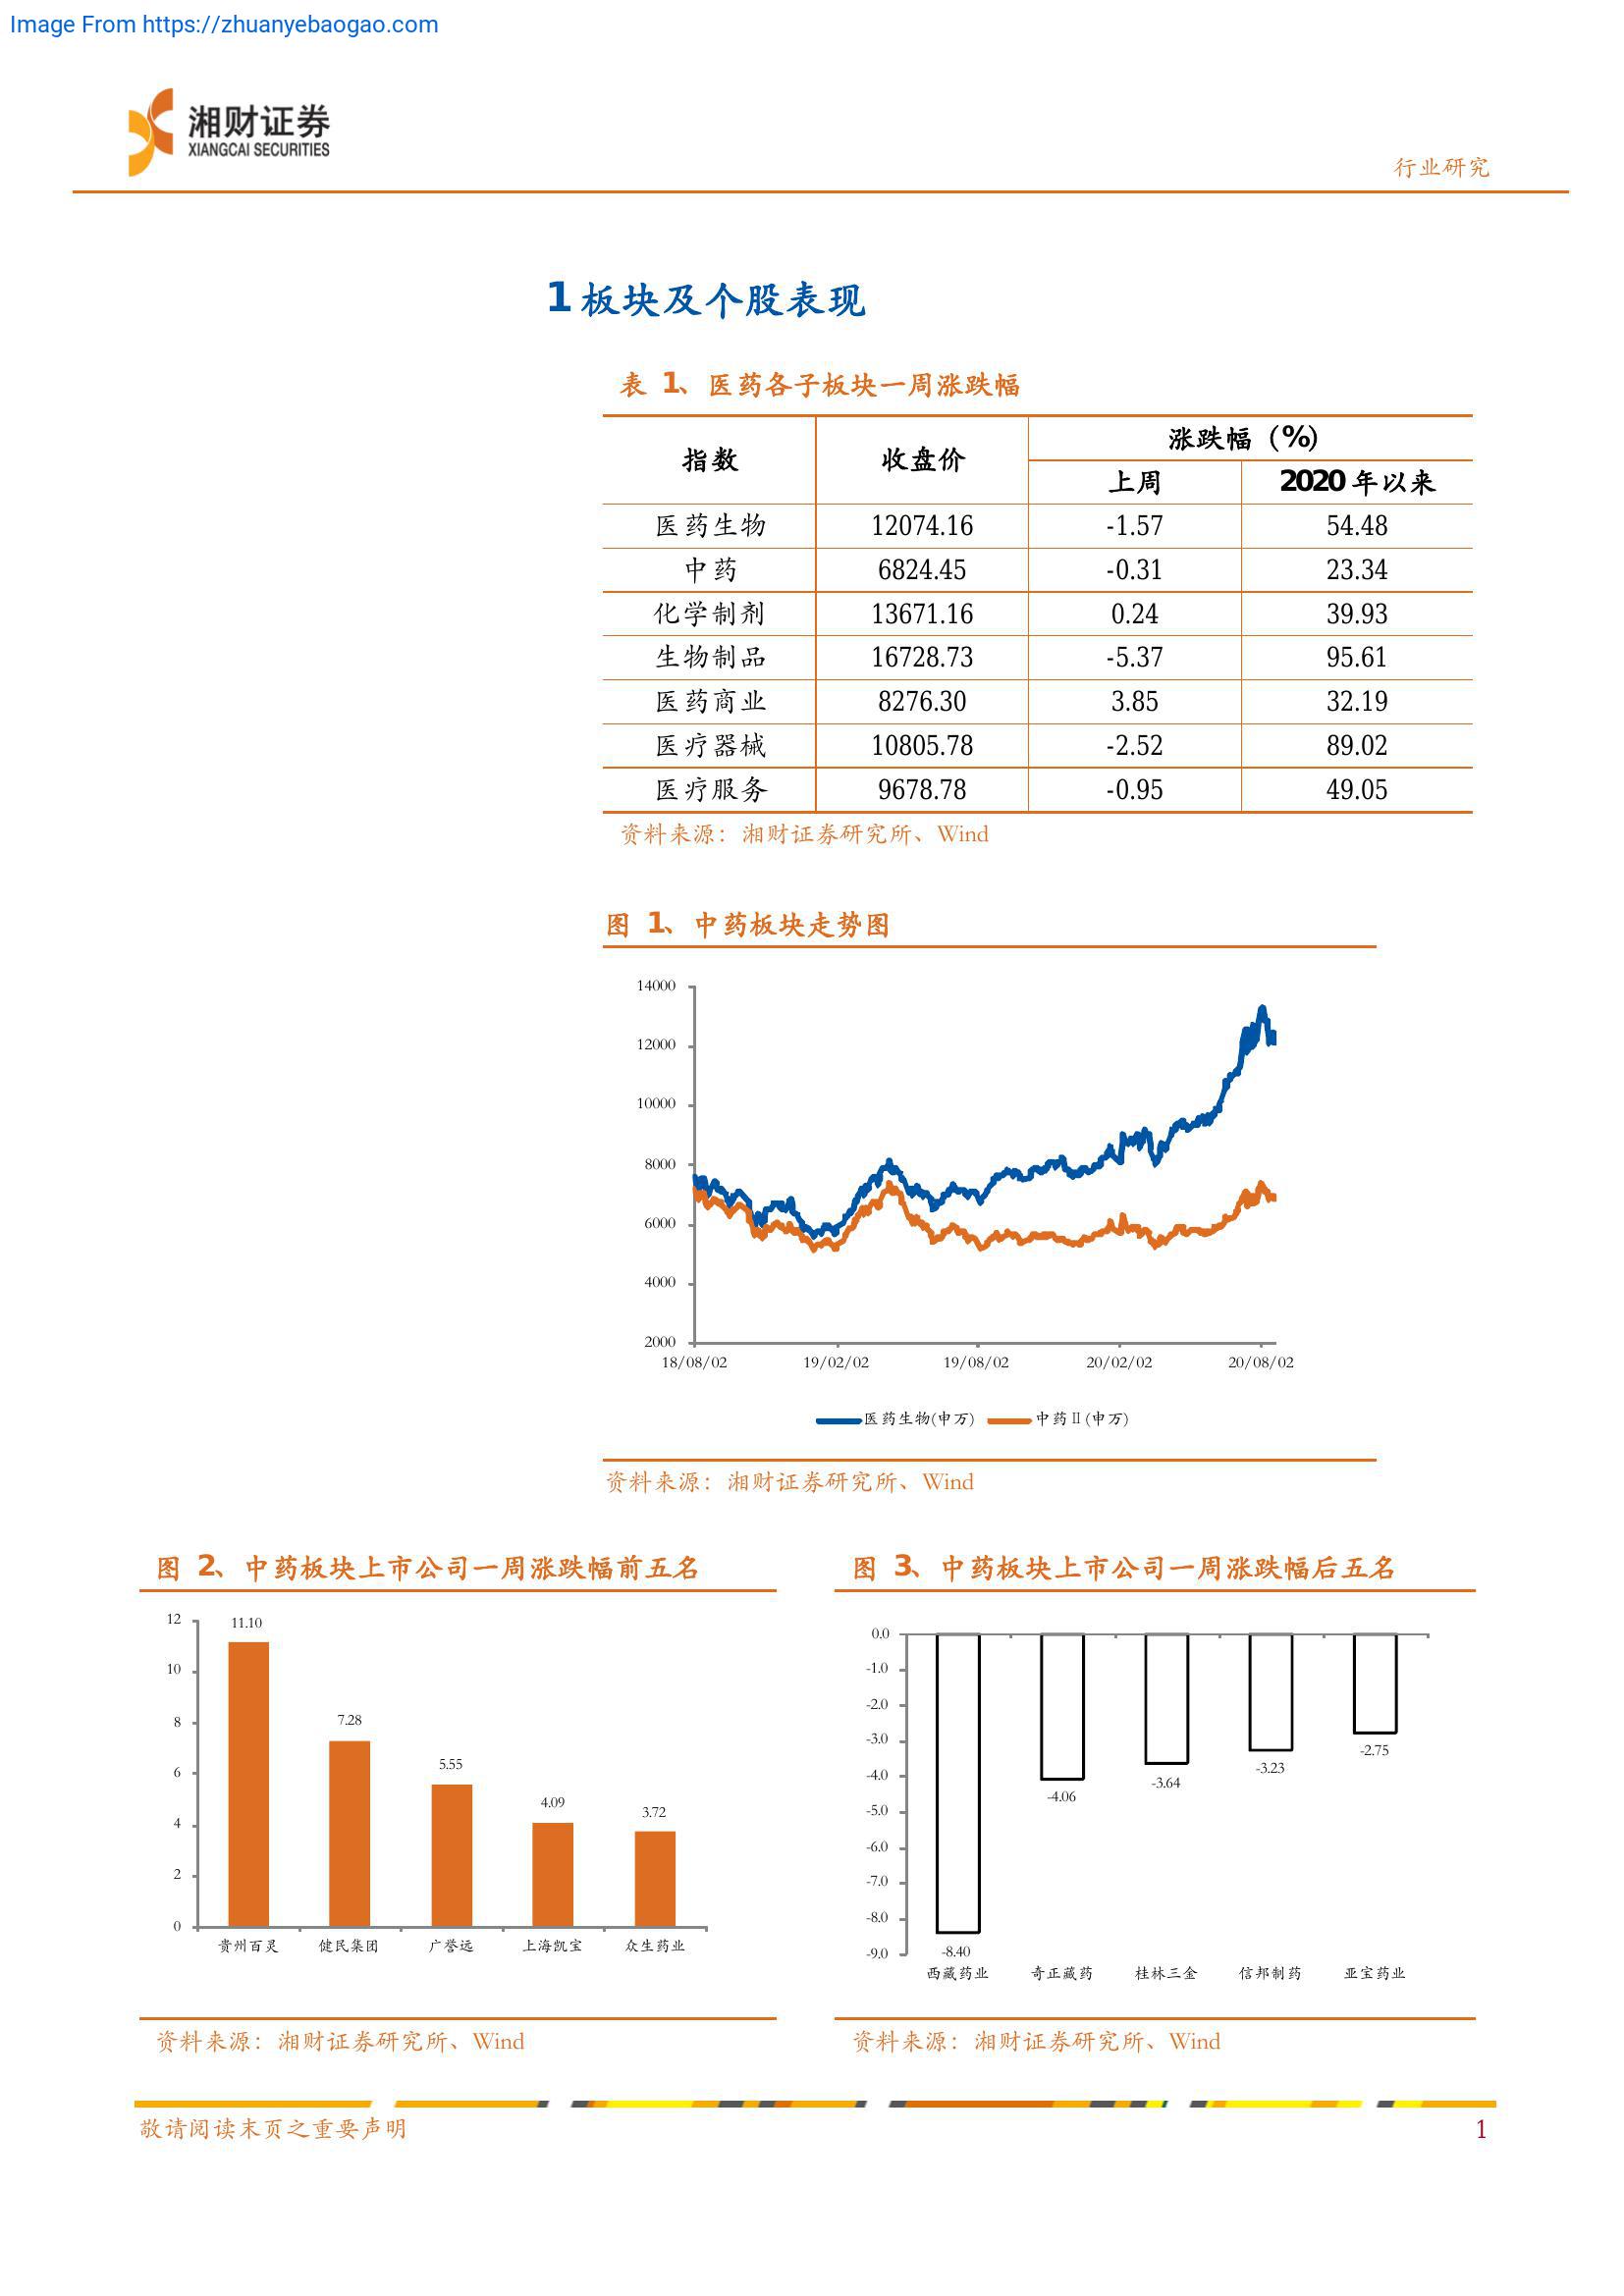 Image From https://zhuanyebaogao.com
湘财证券
XIANGCAI SECURITIES
行业研究
1 板块及个股表现
表 1、医药各子板块一周涨跌幅
指数 收盘价 涨跌幅（%）
上周 2020 年以来
医药生物 12074.16 -1.57 54.48
中药 6824.45 -0.31 23.34
化学制剂 13671.16 0.24 39.93
生物制品 16728.73 -5.37 95.61
医药商业 8276.30 3.85 32.19
医疗器械 10805.78 -2.52 89.02
医疗服务 9678.78 -0.95 49.05
资料来源：湘财证券研究所、Wind
图 1、中药板块走势图
14000
12000
10000
8000
6000
4000
2000
18/08/02 19/02/02 19/08/02 20/02/02 20/08/02
医药生物(申万) 中药Ⅱ(申万)
资料来源：湘财证券研究所、Wind
图 2、中药板块上市公司一周涨跌幅前五名
12
10
8
6
4
2
0
11.10
7.28
5.55
4.09
3.72
贵州百灵 健民集团 广誉远 上海凯宝 众生药业
资料来源：湘财证券研究所、Wind
图 3、中药板块上市公司一周涨跌幅后五名
0.0
-1.0
-2.0
-3.0
-4.0
-5.0
-6.0
-7.0
-8.0
-9.0
-8.40
-4.06
-3.64
-3.23
-2.75
西藏药业 奇正藏药 桂林三金 信邦制药 亚宝药业
资料来源：湘财证券研究所、Wind
敬请阅读末页之重要声明
1